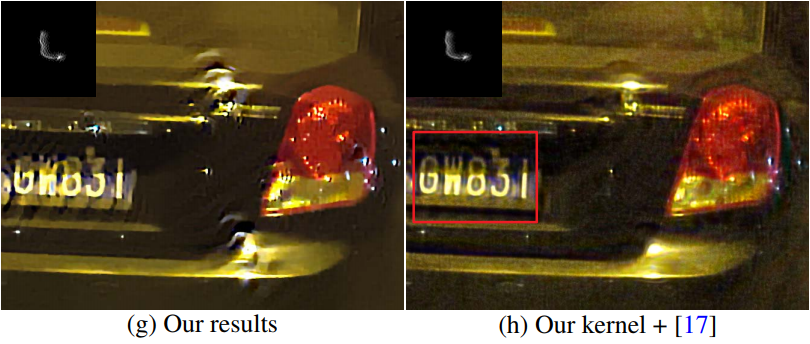 GW831
GW831
(g) Our results
(h) Our kernel + [17]